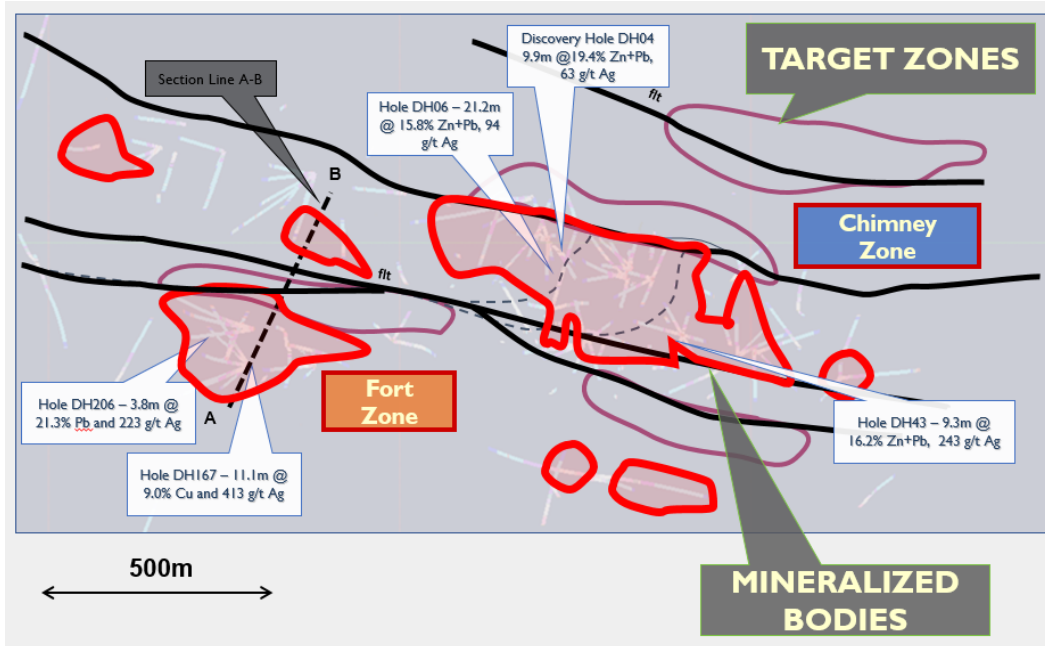 Discovery Hole DH04
9.9m @19.4% Zn+Pb,
63 g/t Ag
TARGET ZONES
Section Line A-B
flt
Hole DH06 – 21.2m
@ 15.8% Zn+Pb, 94
g/t Ag
B
Chimney
Zone
flt
Fort
Zone
Hole DH206 – 3.8m @
21.3% Pb and 223 g/t Ag
A
Hole DH43 – 9.3m @
16.2% Zn+Pb, 243 g/t Ag
Hole DH167 – 11.1m @
9.0% Cu and 413 g/t Ag
500m
MINERALIZED
BODIES